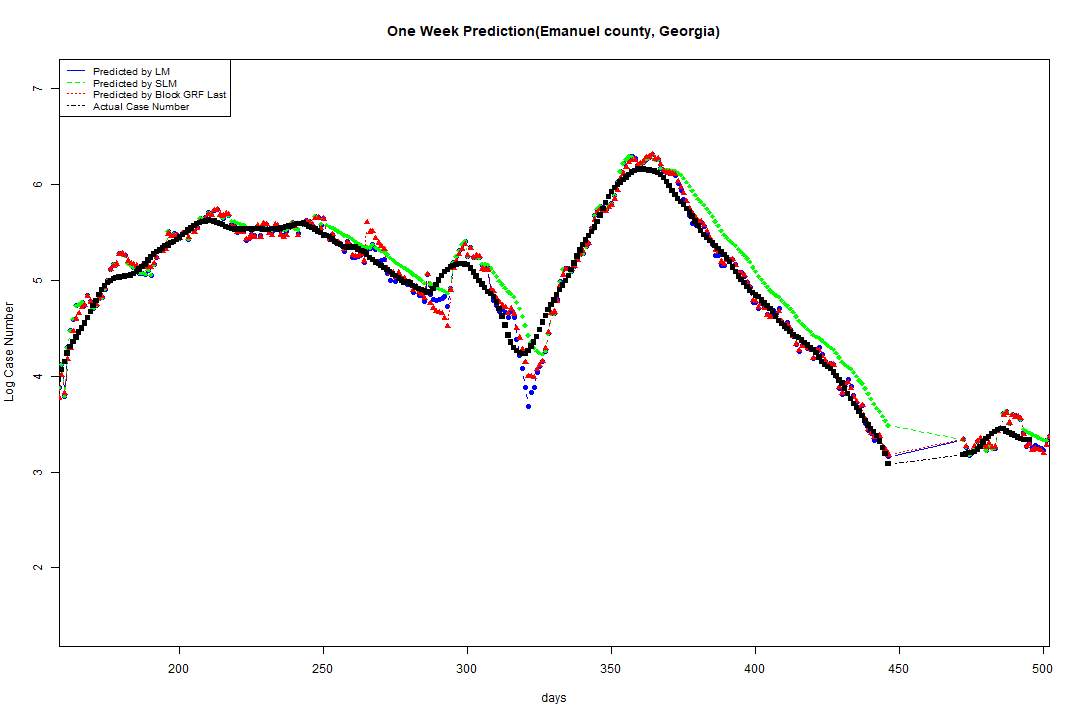 One Week Prediction(Emanuel county, Georgia)
Predicted by LM
Predicted by SLM
Predicted by Block GRF Last
Actual Case Number
7
6
5
4
3
2
Log Case Number
200 250 300 350 400 450 500
days